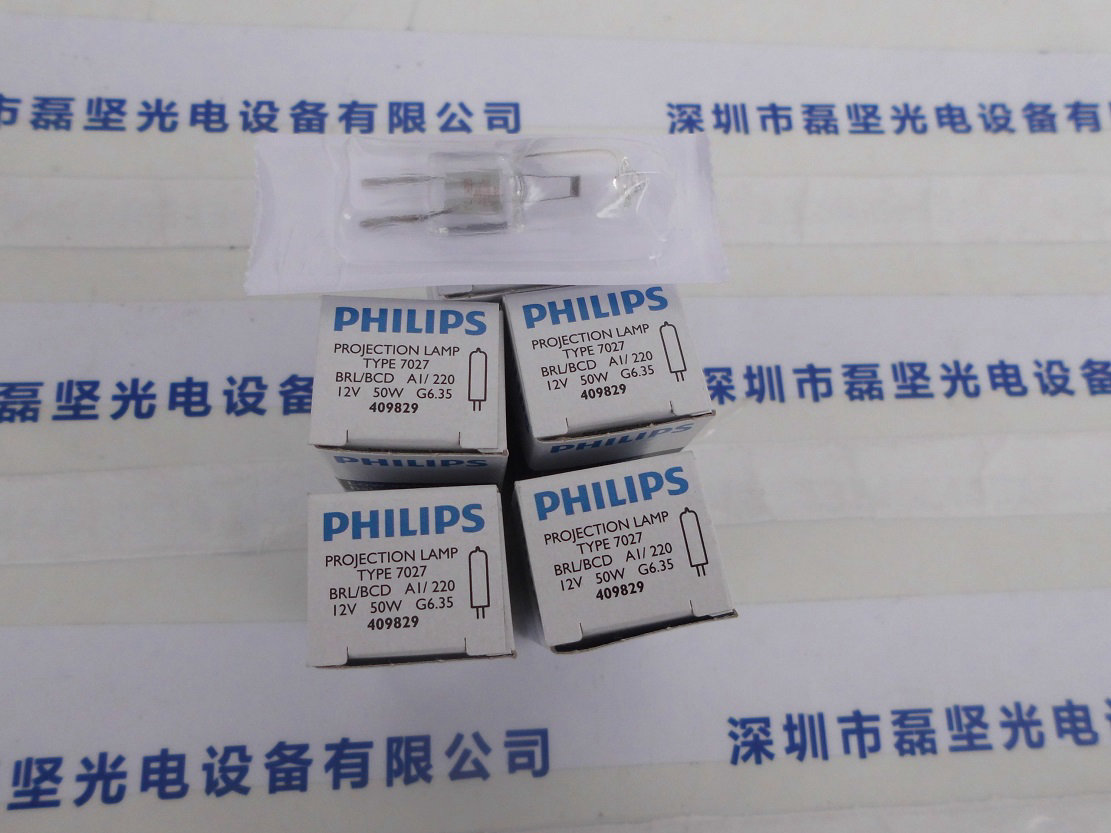 市磊坚光电设备有限公司
深圳市磊坚光电设备有
PHILIPS
PROJECTION LAMP
TYPE 7027
BRL/BCD A1/220
12V 50W G6.35
409829
PHILIPS
PHILIPS
PROJECTION LAMP
TYPE 7027
BRL/BCD A1/220
12V 50W G6.35
409829
PHILIPS
磊坚光电设备
深圳市磊坚光电设
PHILIPS
PROJECTION LAMP
TYPE 7027
BRL/BCD A1/220
12V 50W G6.35
409829
PHILIPS
PROJECTION LAMP
TYPE 7027
BRL/BCD A1/220
12V 50W G6.35
409829
坚光电设备有限公司
深圳市磊坚光电